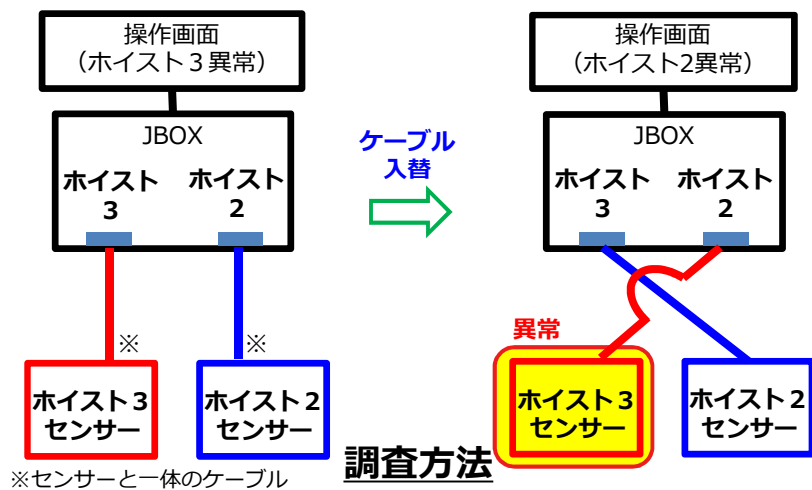 操作画面
（ホイスト３異常）
JBOX
ホイスト
3
ホイスト
2
※
※
ホイスト３
センサー
ホイスト２
センサー
※センサーと一体のケーブル
ケーブル
入替
調査方法
操作画面
（ホイスト2異常）
JBOX
ホイスト
3
ホイスト
2
異常
ホイスト３
センサー
ホイスト２
センサー